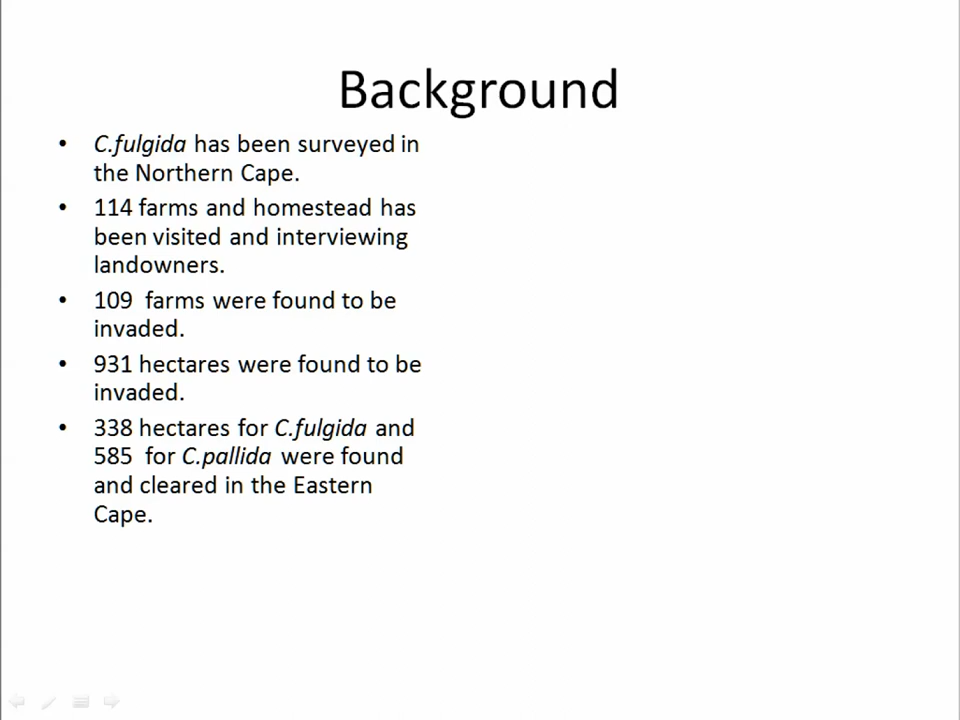 Background
• C.fulgida has been surveyed in
the Northern Cape.
• 114 farms and homestead has
been visited and interviewing
landowners.
• 109 farms were found to be
invaded.
• 931 hectares were found to be
invaded.
• 338 hectares for C.fulgida and
585 for C.pallida were found
and cleared in the Eastern
Cape.